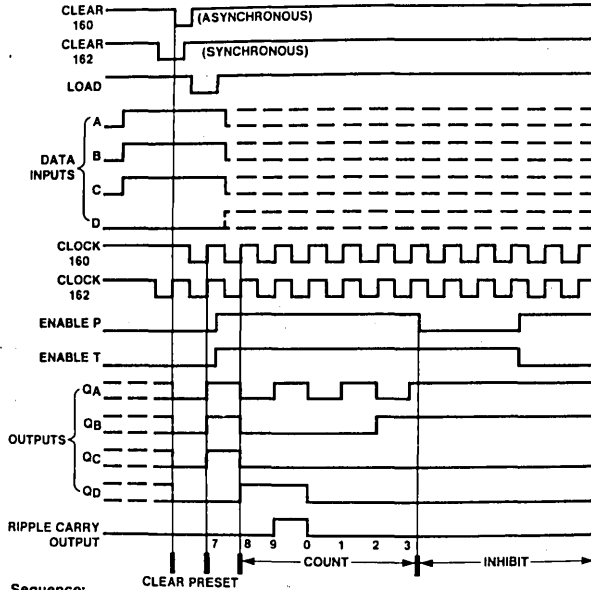 CLEAR
160
(ASYNCHRONOUS)
CLEAR
162
(SYNCHRONOUS)
LOAD
A
B
DATA
INPUTS
C
D
CLOCK
160
CLOCK
162
ENABLE P
ENABLE T
QA
QB
OUTPUTS
QC
QD
RIPPLE CARRY
OUTPUT
7 8 9 0 1 2 3
COUNT
INHIBIT
CLEAR PRESET
Sequence: